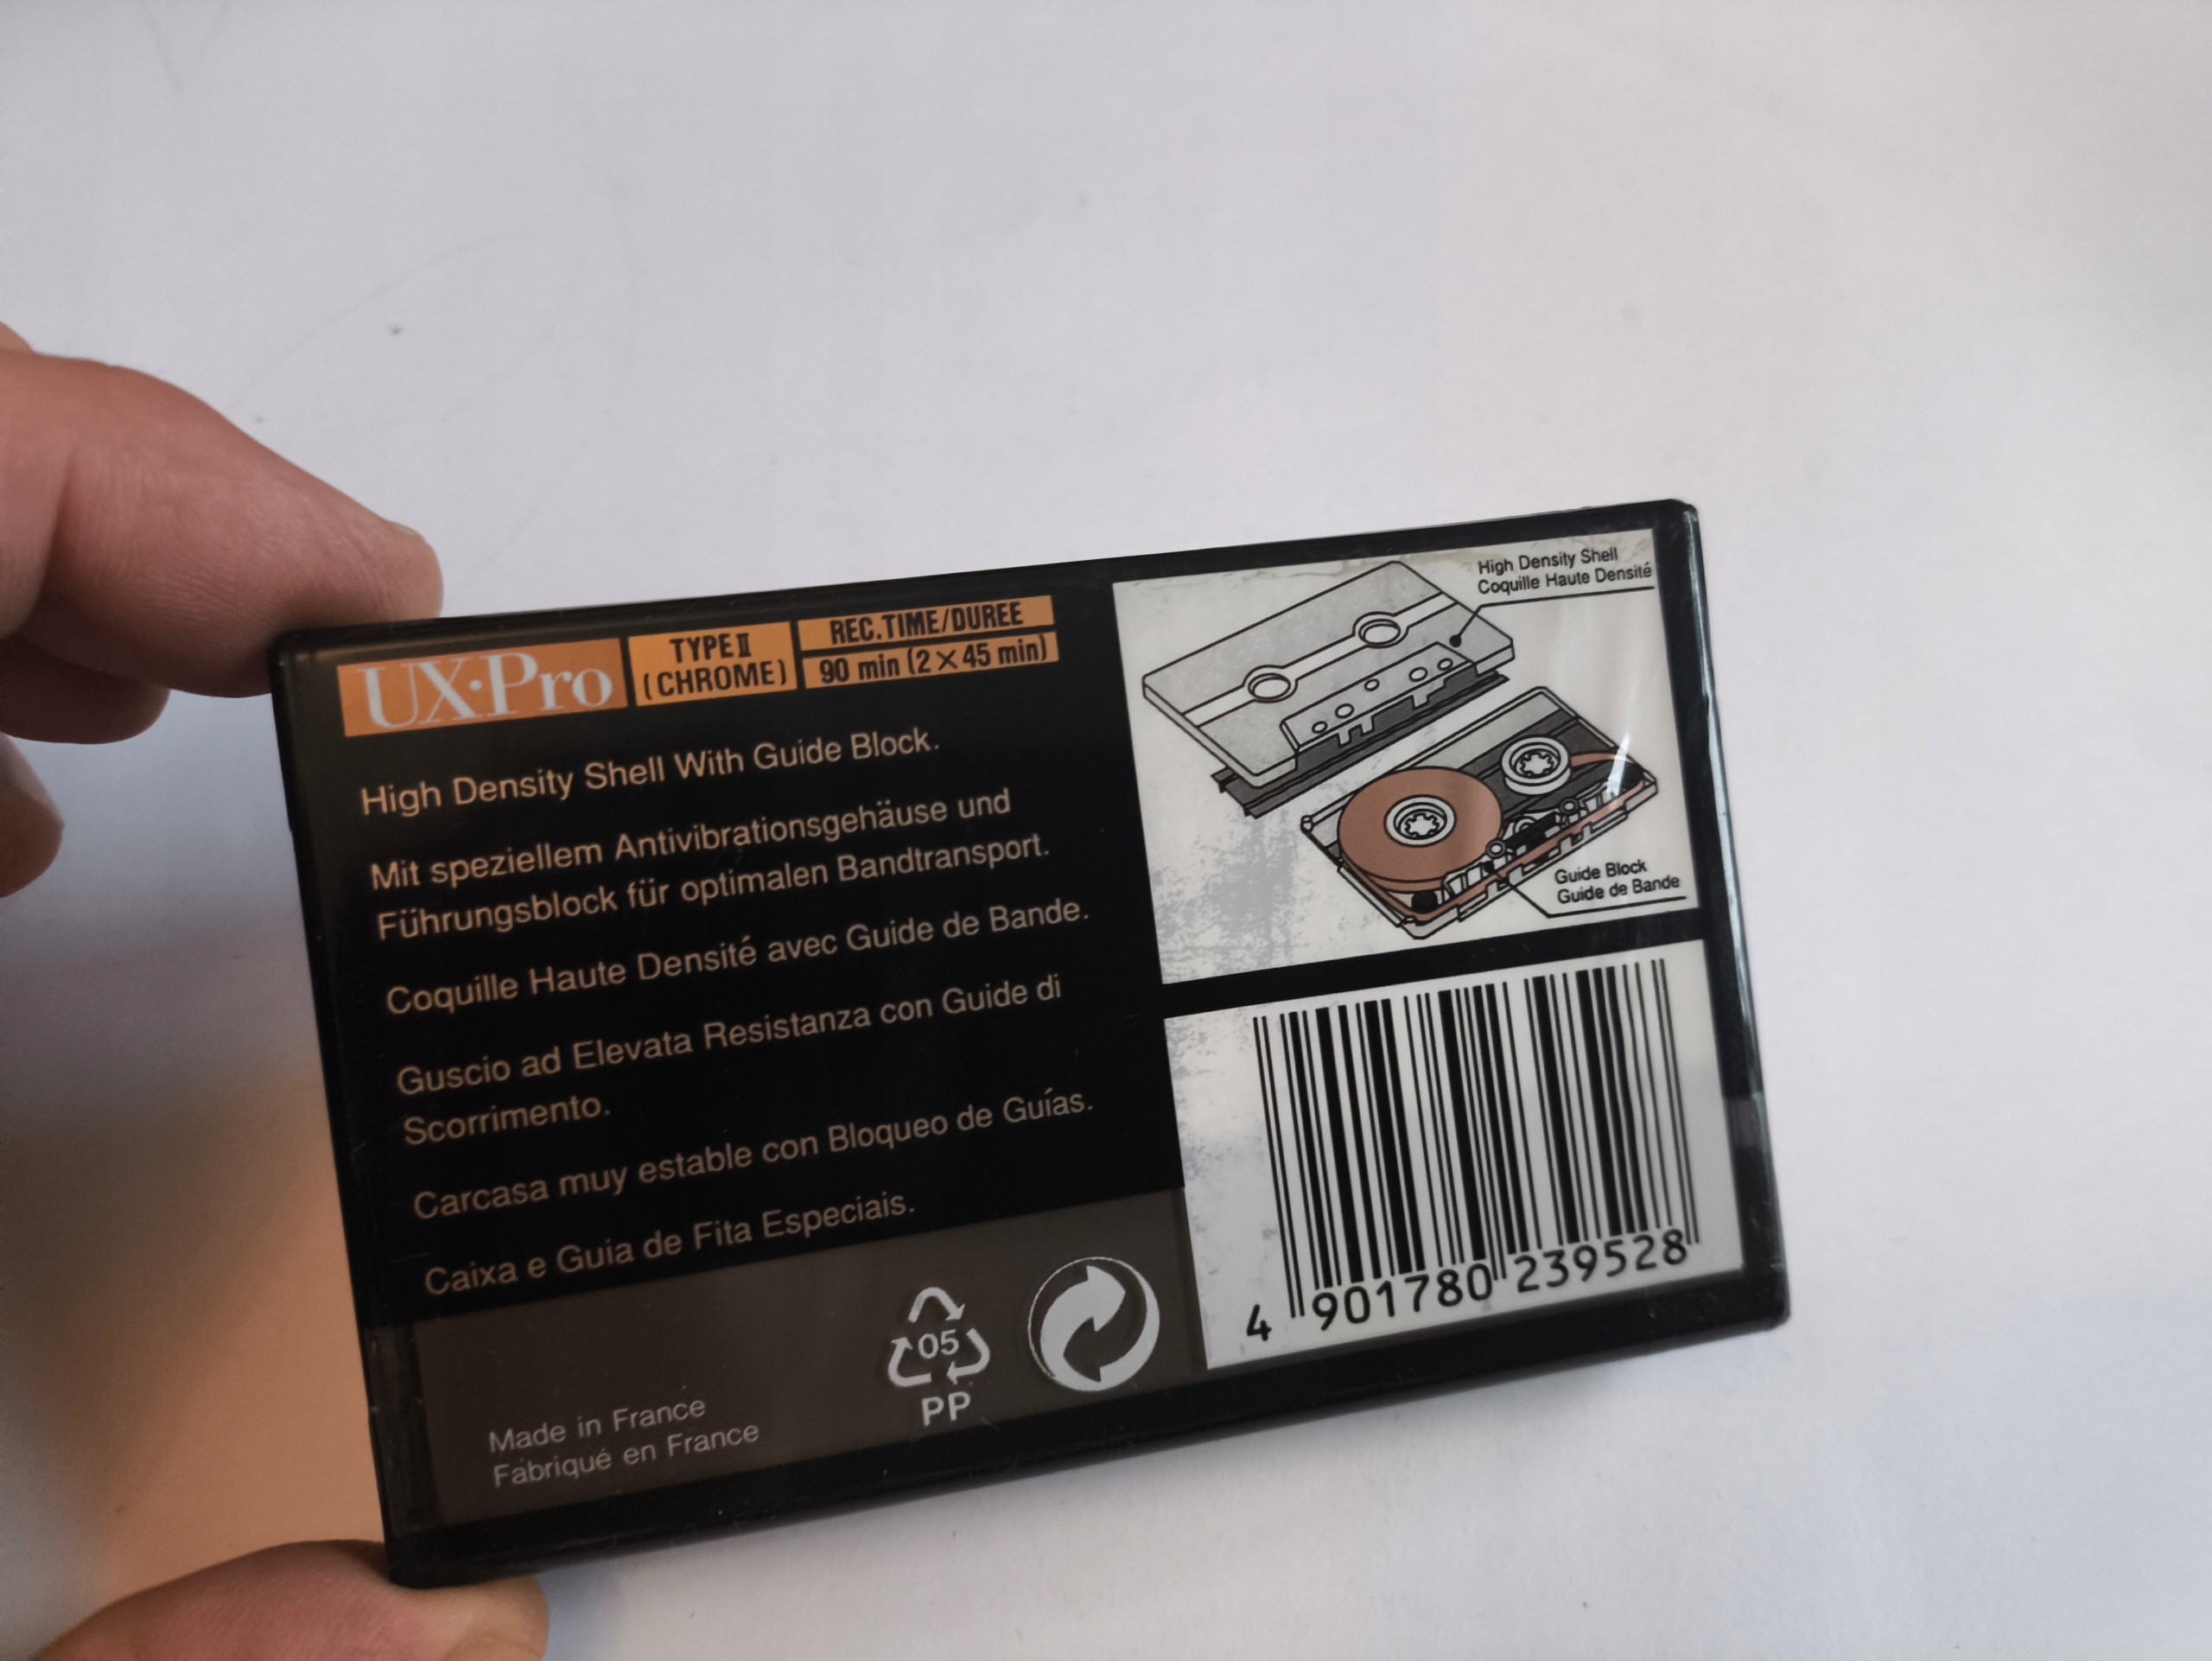 UX·Pro
TYPE II
(CHROME)
REC.TIME/DUREE
90 min (2 × 45 min)
High Density Shell With Guide Block.
Mit speziellem Antivibrationsgehäuse und
Führungsblock für optimalen Bandtransport.
Coquille Haute Densité avec Guide de Bande.
Guscio ad Elevata Resistanza con Guide di
Scorrimento.
Carcasa muy estable con Bloqueo de Guías.
Caixa e Guia de Fita Especiais.
Made in France
Fabriqué en France
05
PP
High Density Shell
Coquille Haute Densité
Guide Block
Guide de Bande
4 901780 239528